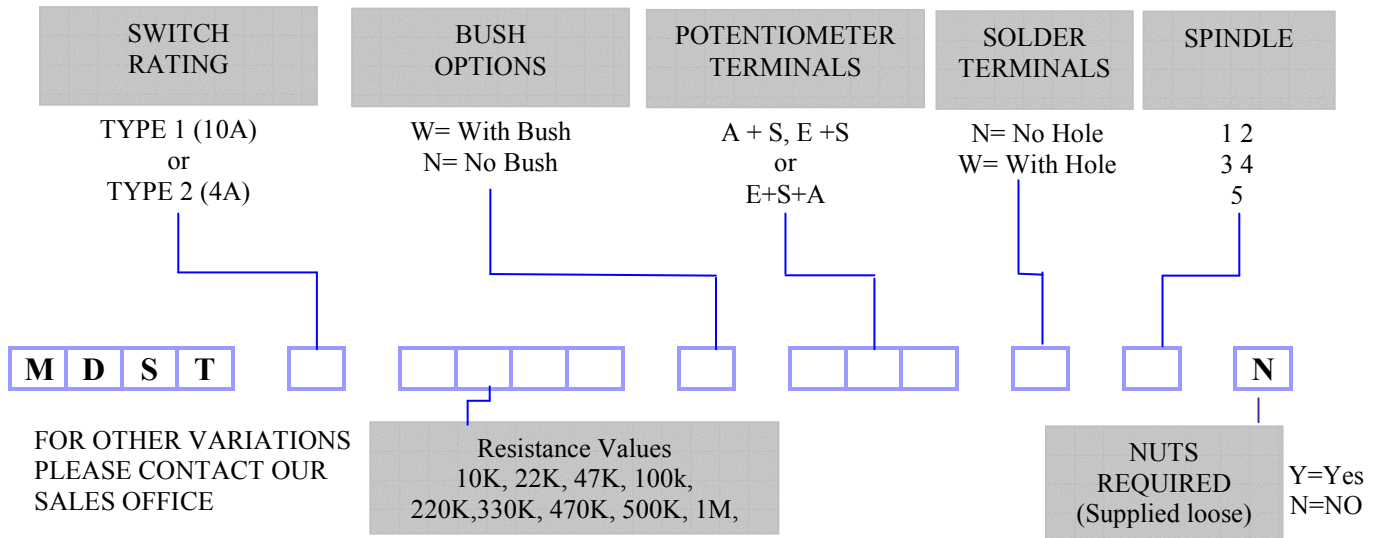 SWITCH
RATING
BUSH
OPTIONS
POTENTIOMETER
TERMINALS
SOLDER
TERMINALS
SPINDLE
TYPE 1 (10A)
or
TYPE 2 (4A)
W= With Bush
N= No Bush
A + S, E +S
or
E+S+A
N= No Hole
W= With Hole
1 2
3 4
5
M D S T
N
FOR OTHER VARIATIONS
PLEASE CONTACT OUR
SALES OFFICE
Resistance Values
10K, 22K, 47K, 100k,
220K,330K, 470K, 500K, 1M,
NUTS
REQUIRED
(Supplied loose)
Y=Yes
N=NO